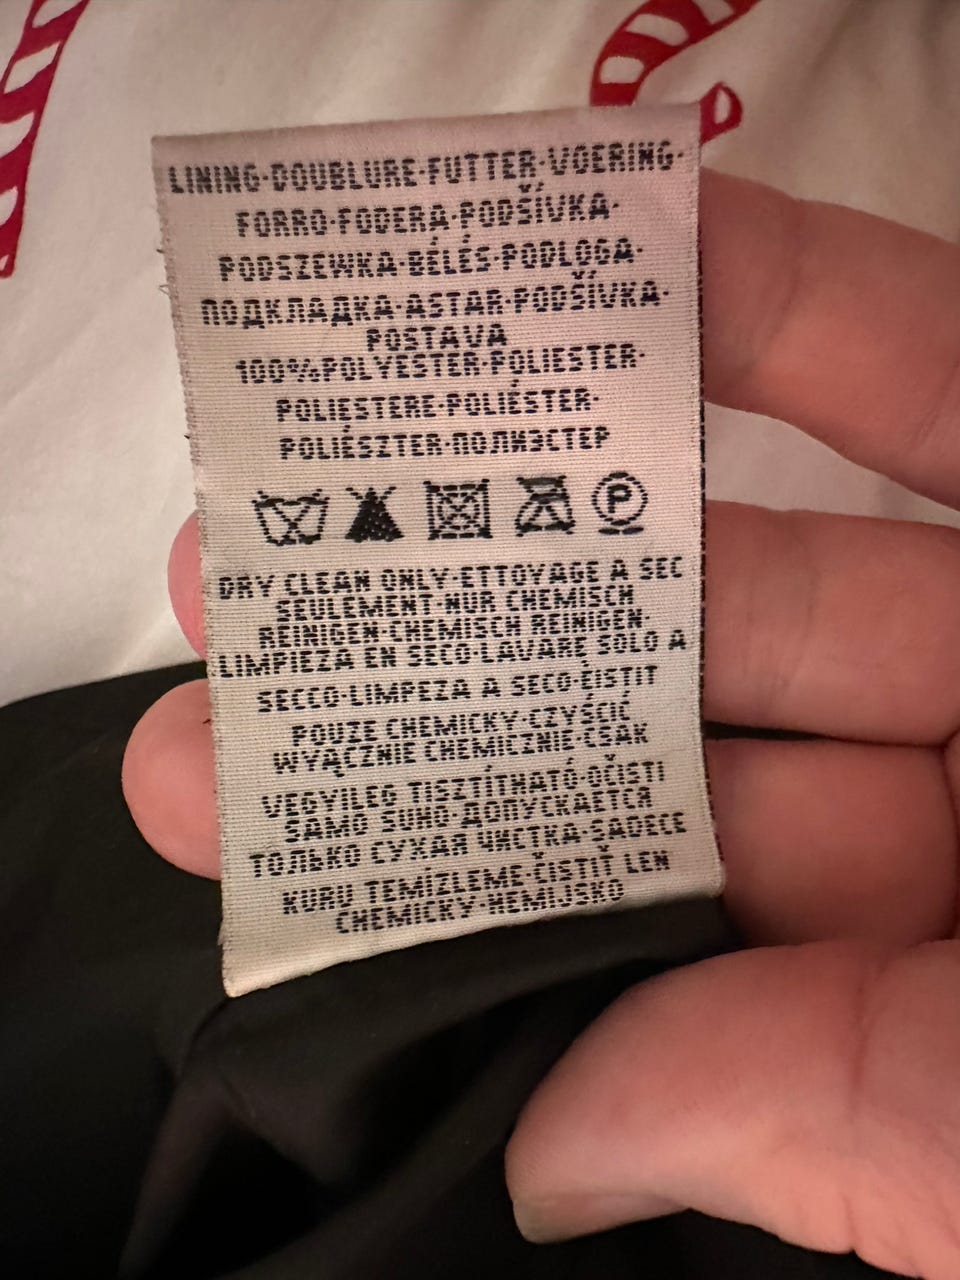 LINING·DOUBLURE·FUTTER·VOERING·
FORRO·FODERA·PODŠÍVKA·
PODSZEWKA·BÉLÉS·PODLOGA·
ПОДКЛАДКА·ASTAR·PODŠÍVKA·
POSTAVA
100%POLYESTER·POLIESTER·
POLIESTERE·POLIÉSTER·
POLIÉSZTER·ПОЛИЭСТЕР
P
DRY CLEAN ONLY·ETTOYAGE A SEC
SEULEMENT·NUR CHEMISCH
REINIGEN·CHEMISCH REINIGEN·
LIMPIEZA EN SECO·LAVARE SOLO A
SECCO·LIMPEZA A SECO·ČISTIT
POUZE CHEMICKY·CZYŚCIĆ
WYĄCZNIE CHEMICZNIE·CSAK
VEGYILEG TISZTÍTHATÓ·OČISTI
SAMO SUHO·ДОПУСКАЕТСЯ
ТОЛЬКО СУХАЯ ЧИСТКА·SADECE
KURU TEMİZLEME·ČISTIŤ LEN
CHEMICKY·HEMIJSKO